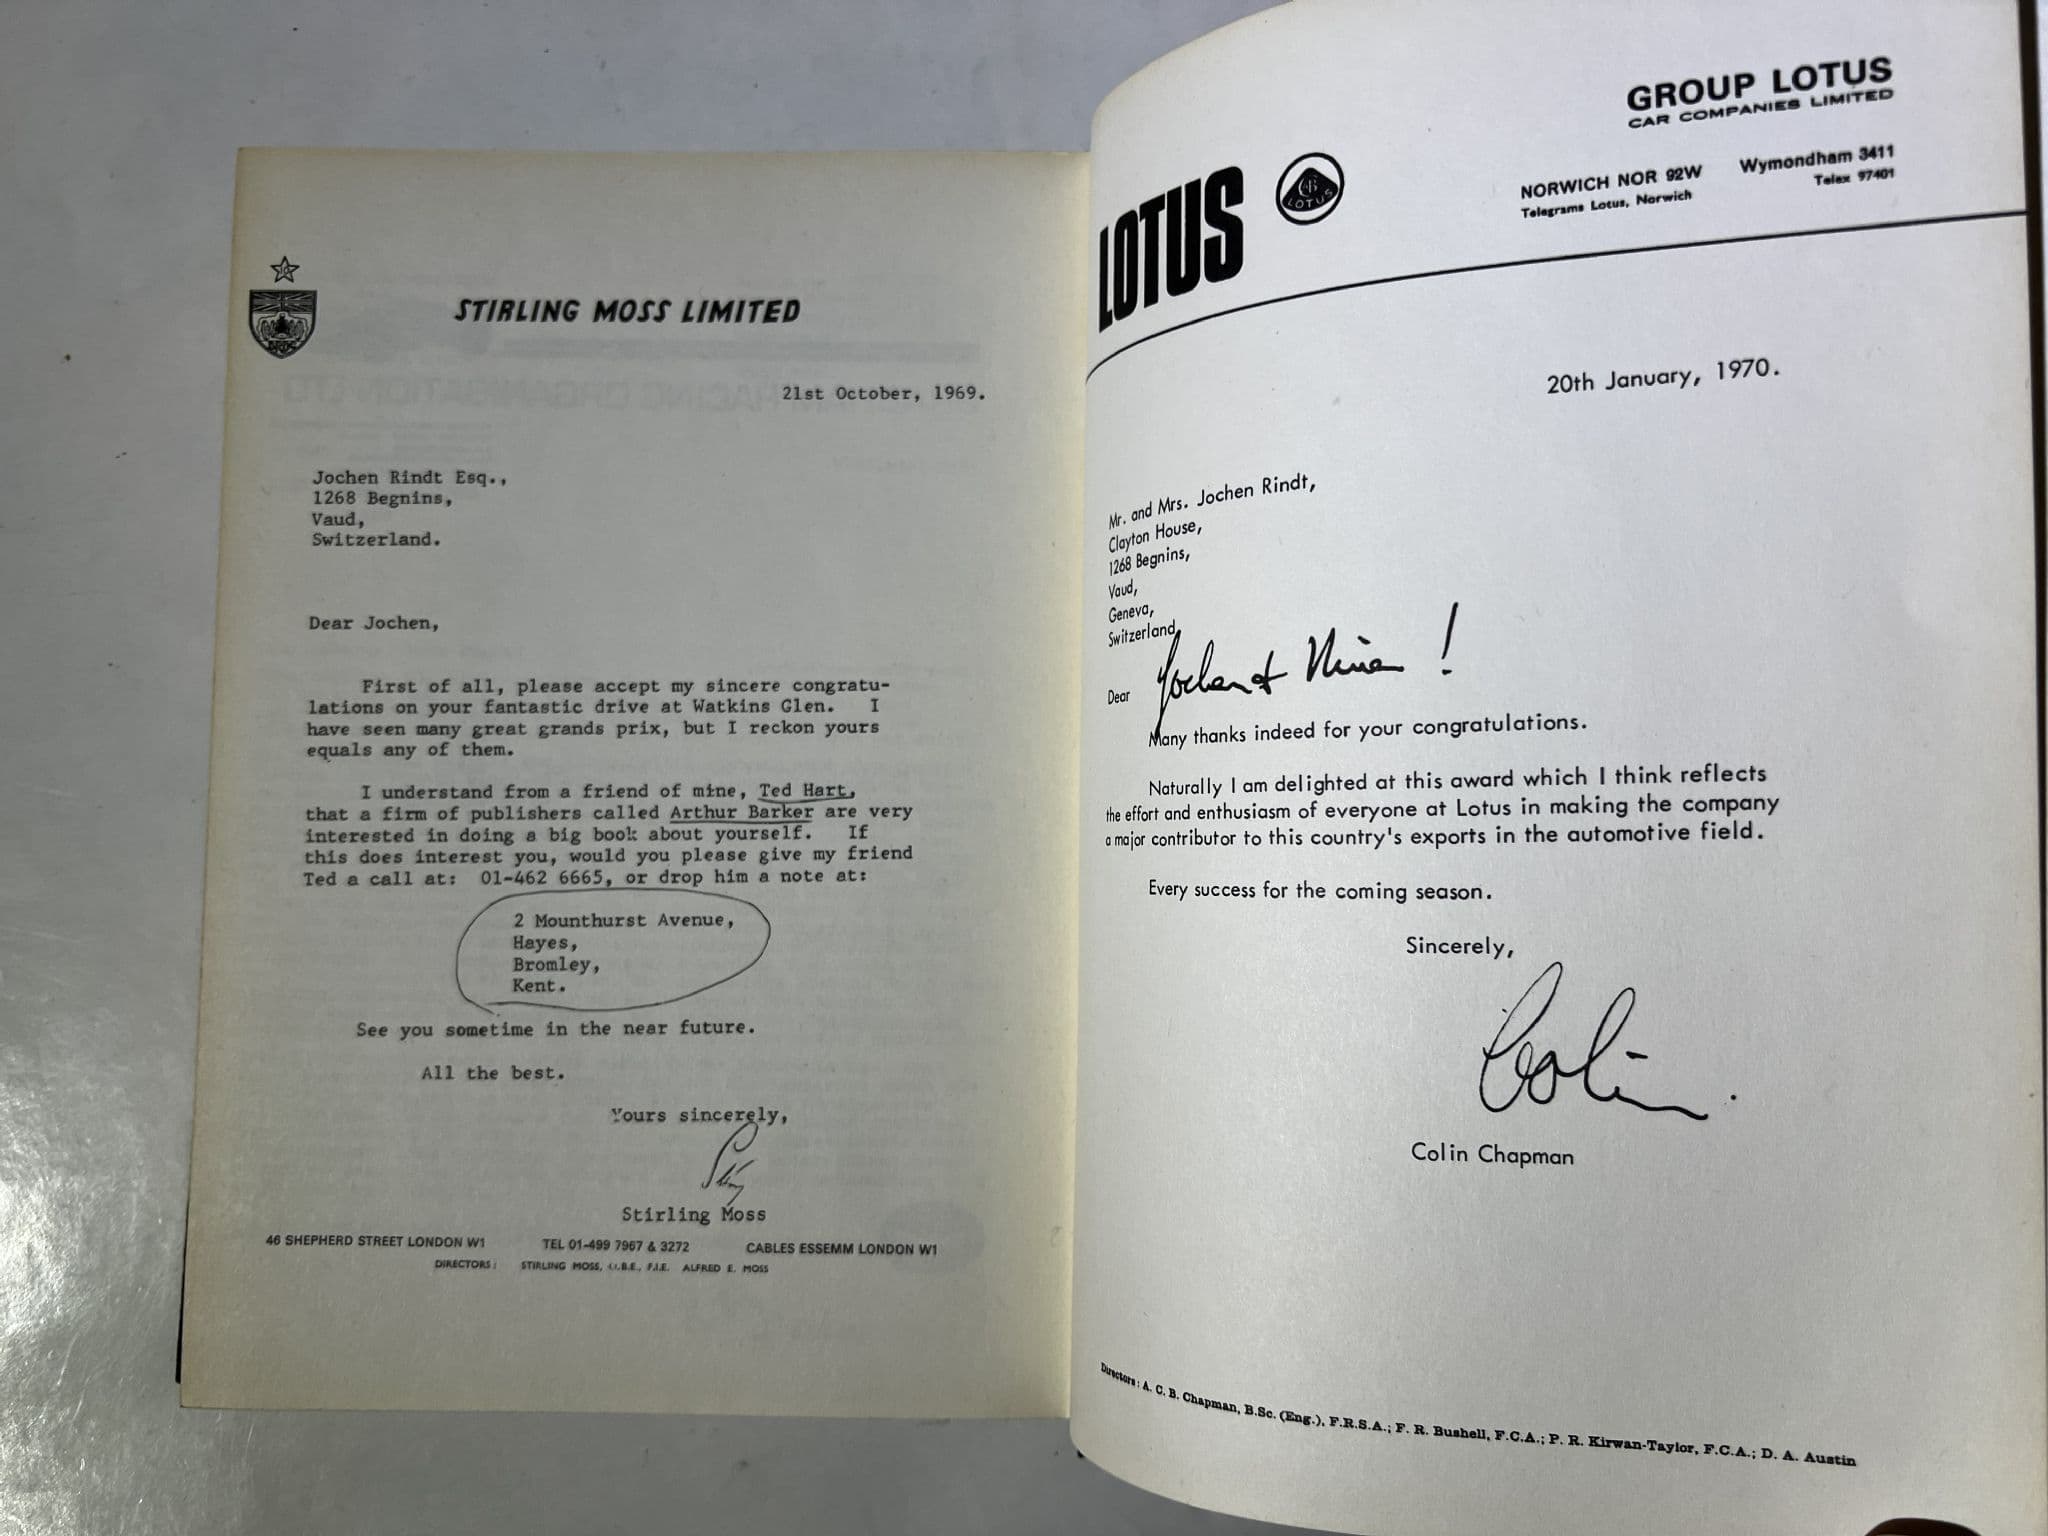 STIRLING MOSS LIMITED
21st October, 1969.
Jochen Rindt Esq.,
1268 Begnins,
Vaud,
Switzerland.
Dear Jochen,
First of all, please accept my sincere congratu-
lations on your fantastic drive at Watkins Glen. I
have seen many great grands prix, but I reckon yours
equals any of them.
I understand from a friend of mine, Ted Hart,
that a firm of publishers called Arthur Barker are very
interested in doing a big book about yourself. If
this does interest you, would you please give my friend
Ted a call at: 01-462 6665, or drop him a note at:
2 Mounthurst Avenue,
Hayes,
Bromley,
Kent.
See you sometime in the near future.
All the best.
Yours sincerely,
Stirling Moss
46 SHEPHERD STREET LONDON W1 TEL 01-499 7967 & 3272 CABLES ESSEMM LONDON W1
DIRECTORS: STIRLING MOSS, O.B.E., F.I.E. ALFRED E. MOSS
GROUP LOTUS
CAR COMPANIES LIMITED
LOTUS
LOTUS
NORWICH NOR 92W Wymondham 3411
Telegrams Lotus, Norwich Telex 97401
20th January, 1970.
Mr. and Mrs. Jochen Rindt,
Clayton House,
1268 Begnins,
Vaud,
Geneva,
Switzerland
Dear Jochen & Nina !
Many thanks indeed for your congratulations.
Naturally I am delighted at this award which I think reflects
the effort and enthusiasm of everyone at Lotus in making the company
a major contributor to this country's exports in the automotive field.
Every success for the coming season.
Sincerely,
Colin
Colin Chapman
Directors: A. C. B. Chapman, B.Sc. (Eng.), F.R.S.A.; F. R. Bushell, F.C.A.; P. R. Kirwan-Taylor, F.C.A.; D. A. Austin